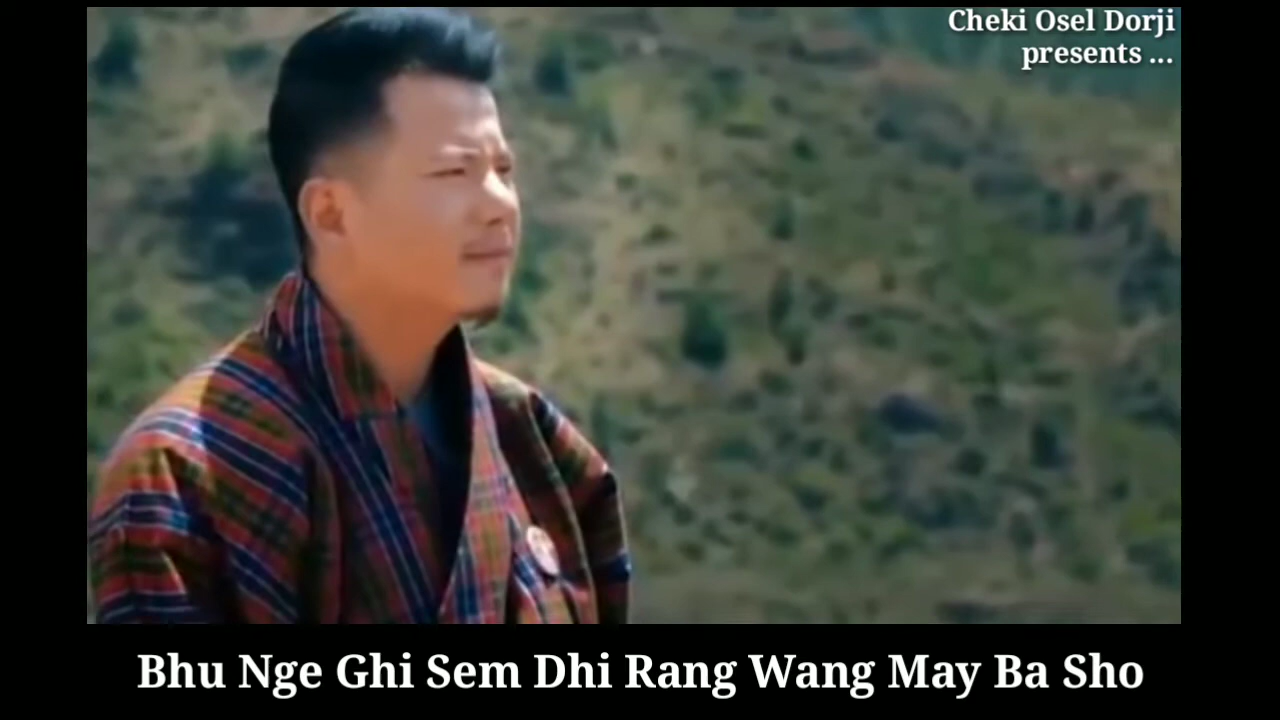 Cheki Osel Dorji
presents ...
Bhu Nge Ghi Sem Dhi Rang Wang May Ba Sho